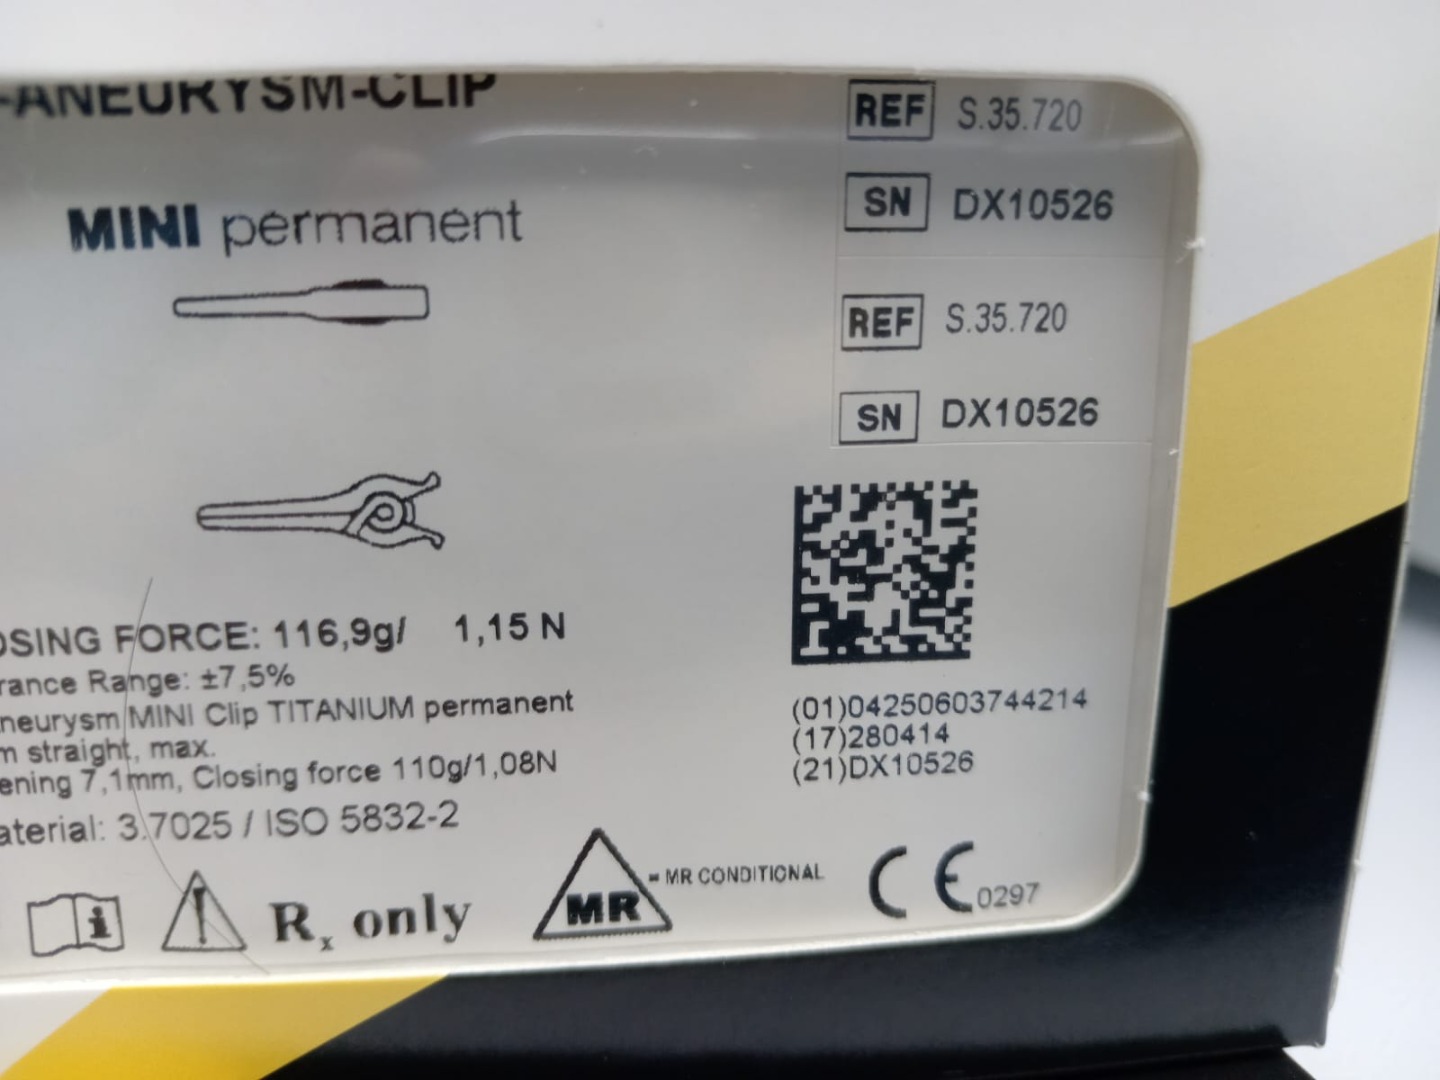 -ANEURYSM-CLIP
REF S.35.720
SN DX10526
MINI permanent
REF S.35.720
SN DX10526
OSING FORCE: 116,9g/ 1,15 N
rance Range: ±7,5%
neurysm MINI Clip TITANIUM permanent
m straight, max.
ening 7,1mm, Closing force 110g/1,08N
aterial: 3.7025 / ISO 5832-2
(01)04250603744214
(17)280414
(21)DX10526
i ! Rx only MR = MR CONDITIONAL CE 0297